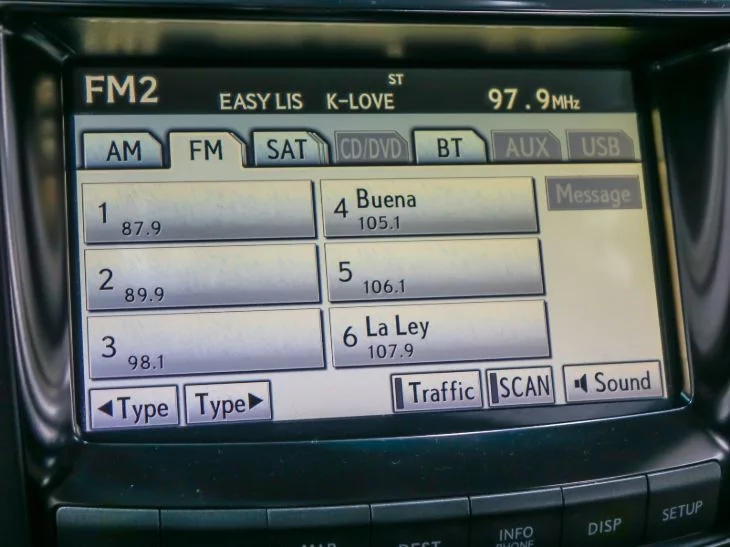 FM2 EASY LIS K-LOVE ST 97.9MHz
AM FM SAT CD/DVD BT AUX USB
1 87.9
4 Buena 105.1
Message
2 89.9
5 106.1
3 98.1
6 La Ley 107.9
◀Type Type▶ Traffic SCAN Sound
INFO
PHONE
DISP
SETUP